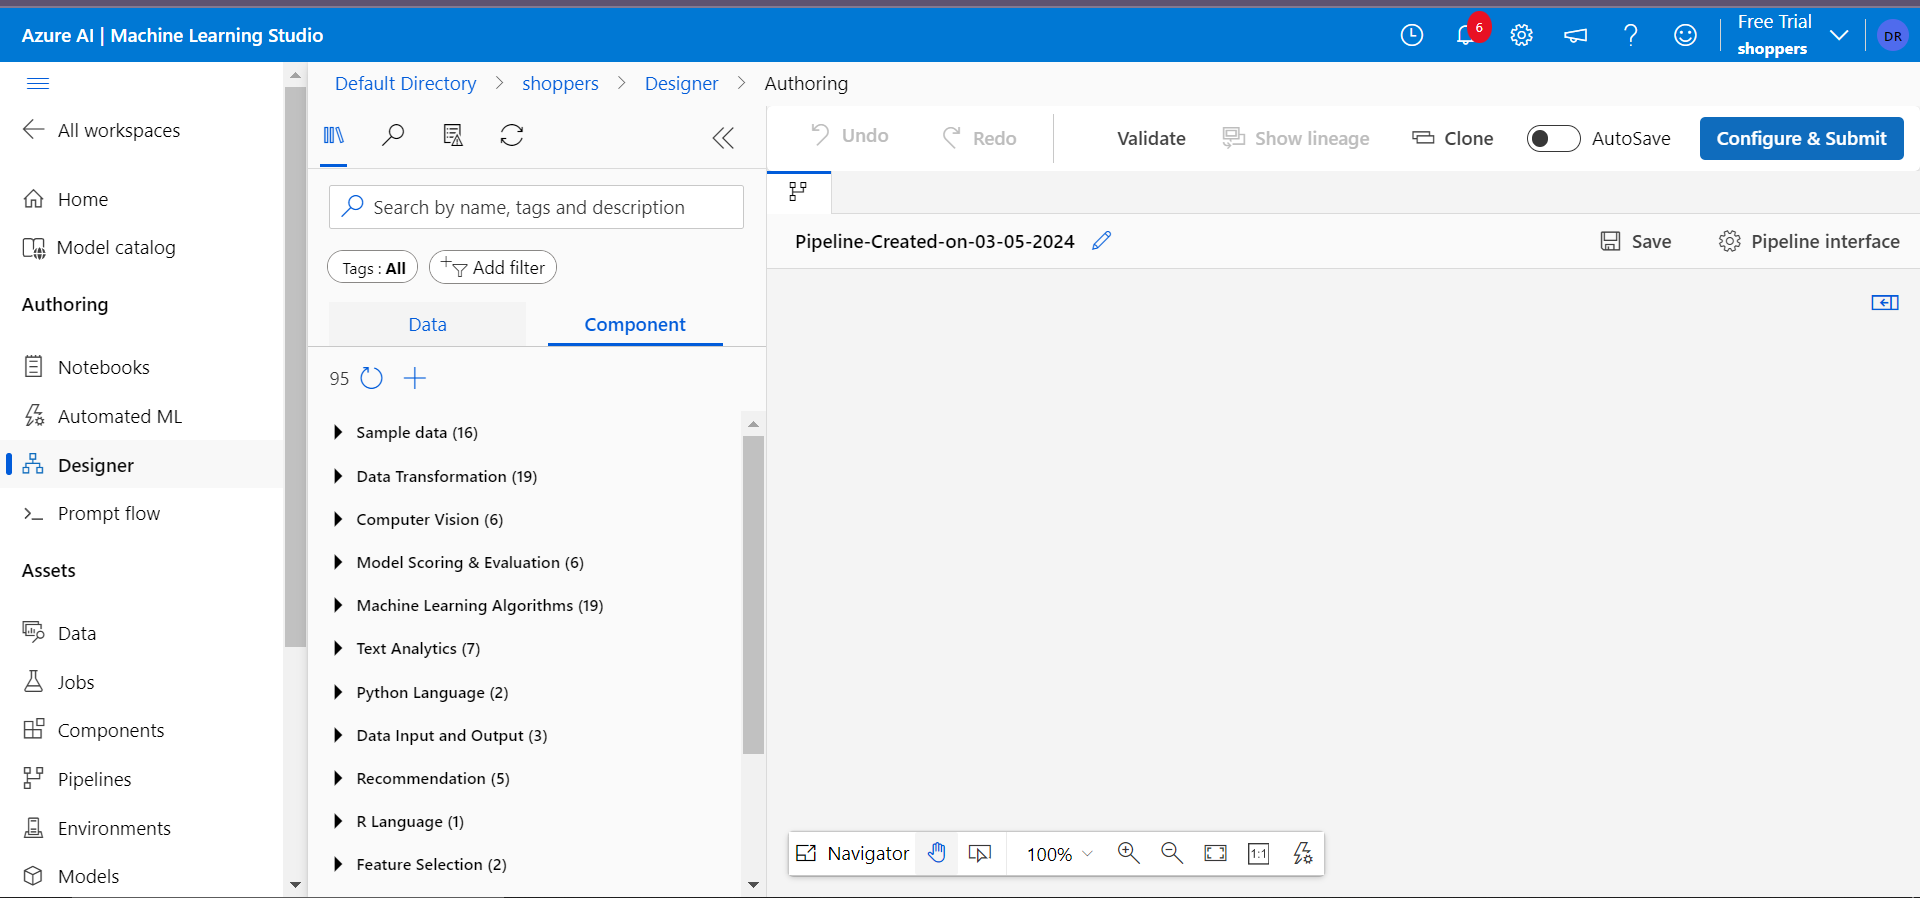 Azure AI | Machine Learning Studio
6
Free Trial
shoppers
DR
All workspaces
Home
Model catalog
Authoring
Notebooks
Automated ML
Designer
Prompt flow
Assets
Data
Jobs
Components
Pipelines
Environments
Models
Default Directory > shoppers > Designer > Authoring
Search by name, tags and description
Tags : All
Add filter
Data
Component
95
Sample data (16)
Data Transformation (19)
Computer Vision (6)
Model Scoring & Evaluation (6)
Machine Learning Algorithms (19)
Text Analytics (7)
Python Language (2)
Data Input and Output (3)
Recommendation (5)
R Language (1)
Feature Selection (2)
Undo
Redo
Validate
Show lineage
Clone
AutoSave
Configure & Submit
Pipeline-Created-on-03-05-2024
Save
Pipeline interface
Navigator
100%
1:1